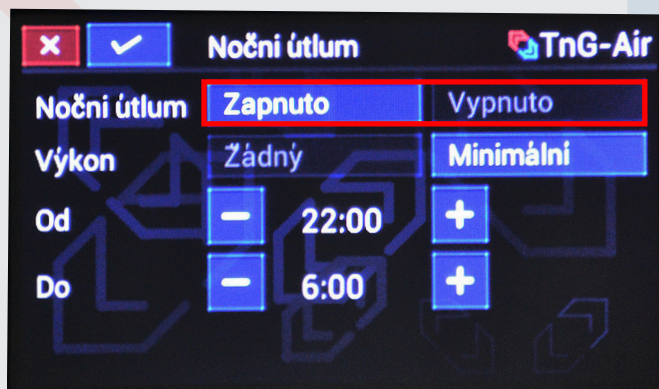 Noční útlum TnG-Air
Noční útlum Zapnuto Vypnuto
Výkon Žádný Minimální
Od − 22:00 +
Do − 6:00 +